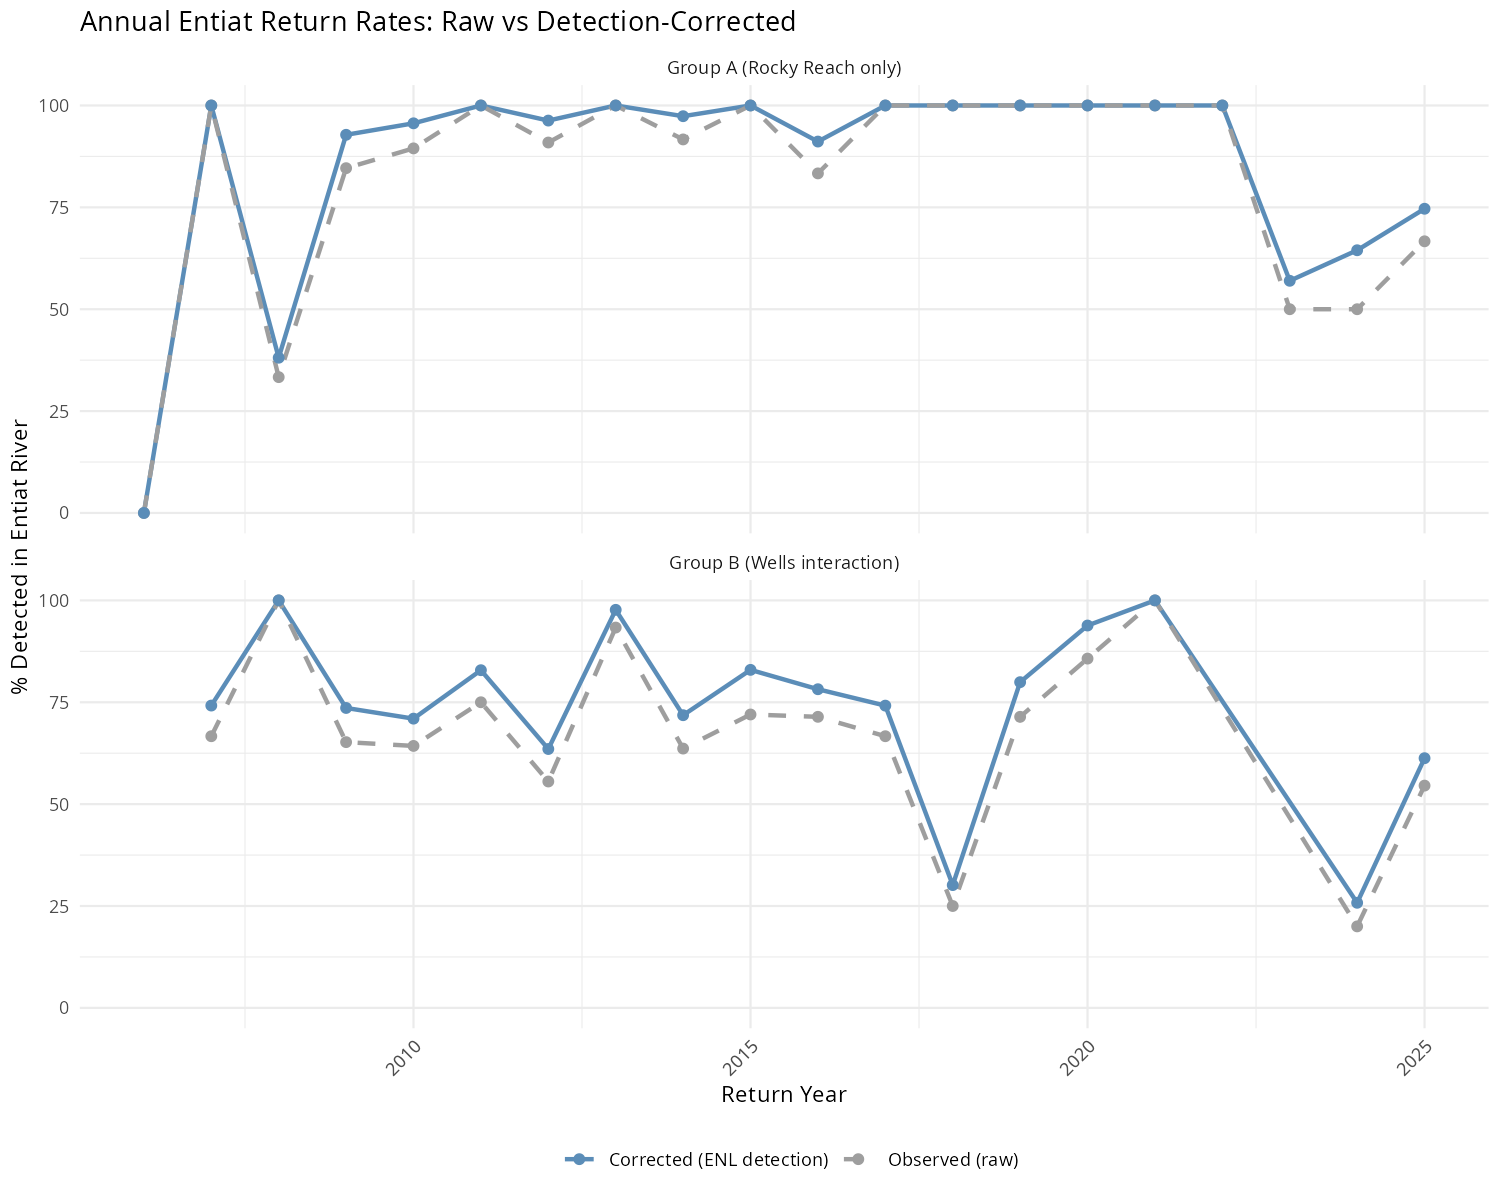 Annual Entiat Return Rates: Raw vs Detection-Corrected
Group A (Rocky Reach only)
100
75
50
25
0
% Detected in Entiat River
Group B (Wells interaction)
100
75
50
25
0
2010
2015
2020
2025
Return Year
Corrected (ENL detection)
Observed (raw)